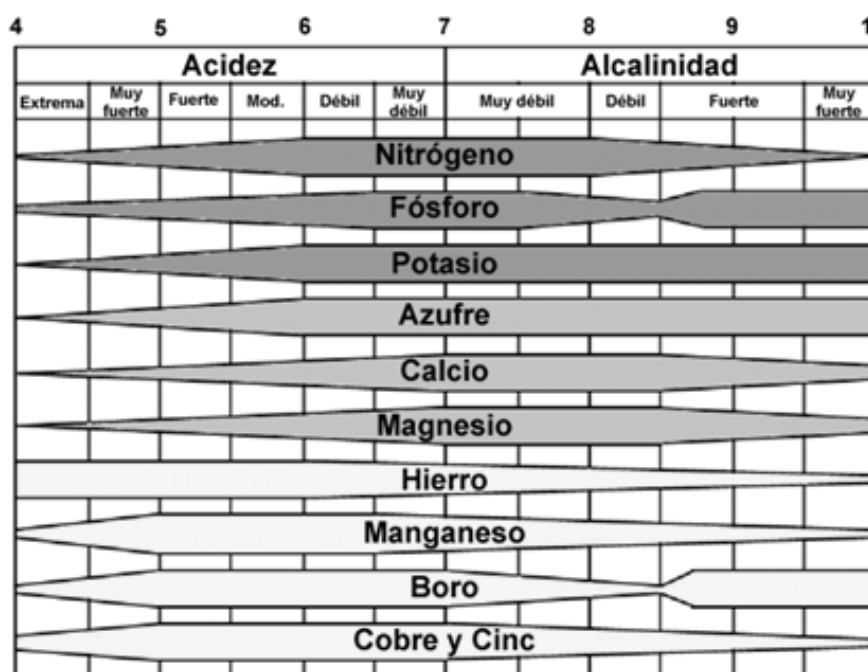 4 5 6 7 8 9 1
Acidez Alcalinidad
Extrema Muy fuerte Fuerte Mod. Débil Muy débil Muy débil Débil Fuerte Muy fuerte
Nitrógeno
Fósforo
Potasio
Azufre
Calcio
Magnesio
Hierro
Manganeso
Boro
Cobre y Cinc